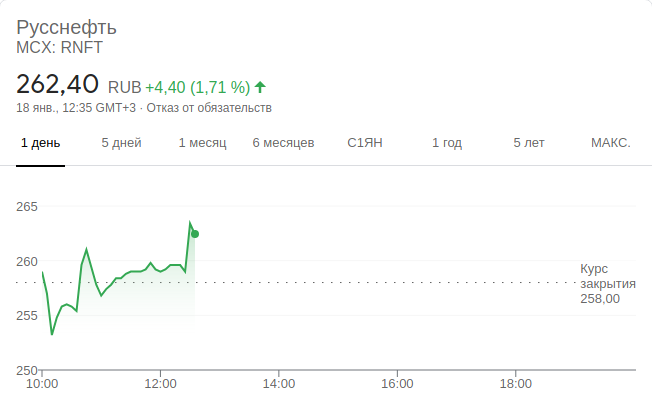 Русснефть
MCX: RNFT
262,40 RUB +4,40 (1,71 %)
18 янв., 12:35 GMT+3 · Отказ от обязательств
1 день 5 дней 1 месяц 6 месяцев С1ЯН 1 год 5 лет МАКС.
265
260
Курс
закрытия
258,00
255
250
10:00 12:00 14:00 16:00 18:00